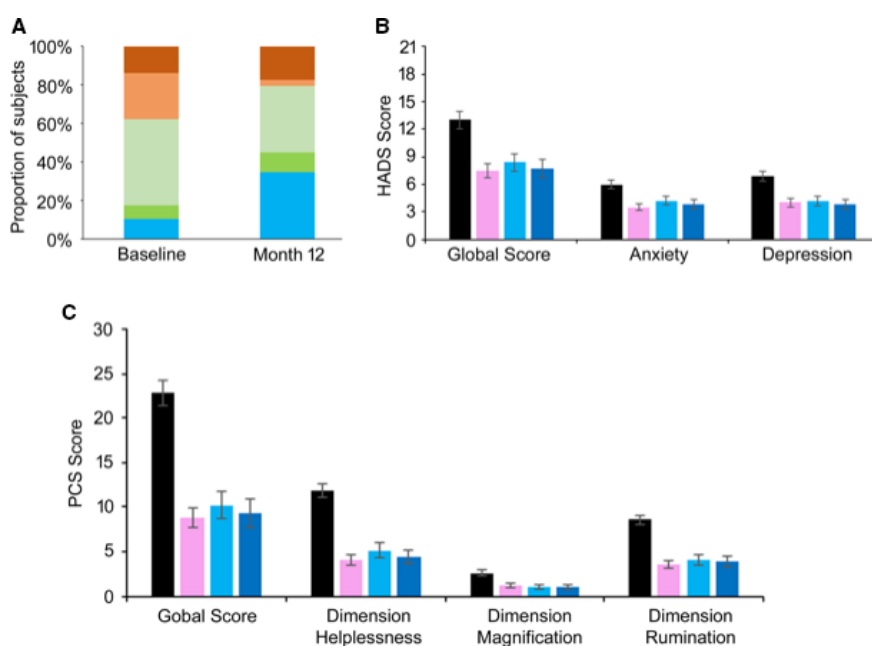 A
100%
80%
60%
40%
20%
0%
Proportion of subjects
Baseline
Month 12
B
21
18
15
12
9
6
3
0
HADS Score
Global Score
Anxiety
Depression
C
30
25
20
15
10
5
0
PCS Score
Gobal Score
Dimension
Helplessness
Dimension
Magnification
Dimension
Rumination